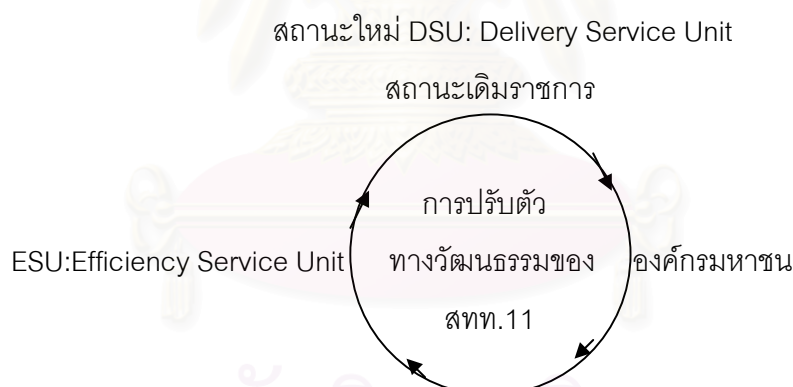 สถานะใหม่ DSU: Delivery Service Unit
สถานะเดิมราชการ
การปรับตัว
ESU:Efficiency Service Unit ทางวัฒนธรรมของ องค์กรมหาชน
สทท.11